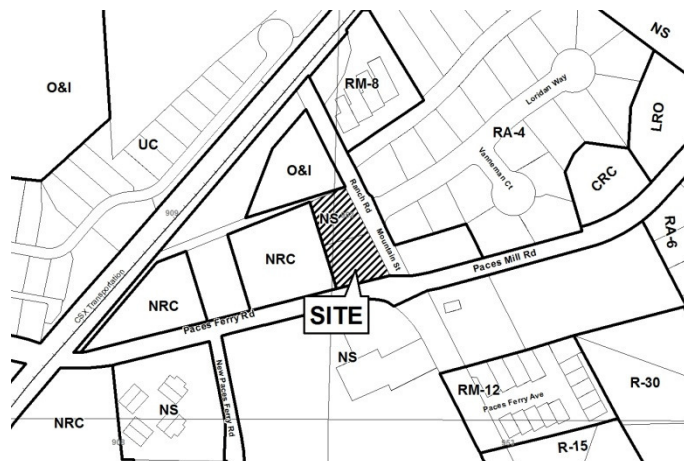 NS
O&I
RM-8
LRO
Loridan Way
UC
RA-4
O&I
Vanneman Ct
CRC
Ranch Rd
NS
909
RA-6
Mountain St
NRC
Paces Mill Rd
CSX Tranportation
NRC
SITE
Paces Ferry Rd
NS
New Paces Ferry Rd
RM-12
R-30
NS
Paces Ferry Ave
NRC
R-15